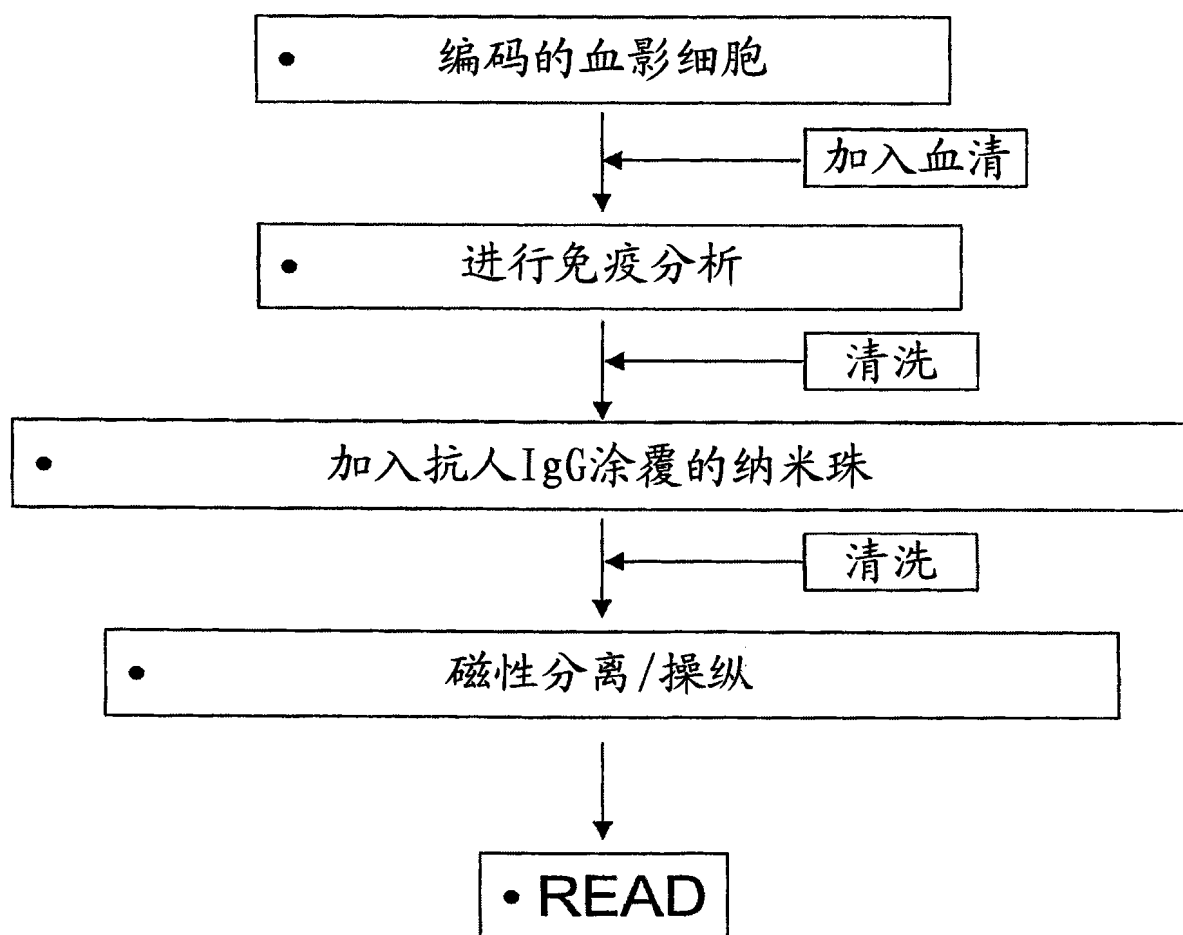 • 编码的血影细胞
加入血清
• 进行免疫分析
清洗
• 加入抗人IgG涂覆的纳米珠
清洗
• 磁性分离/操纵
• READ